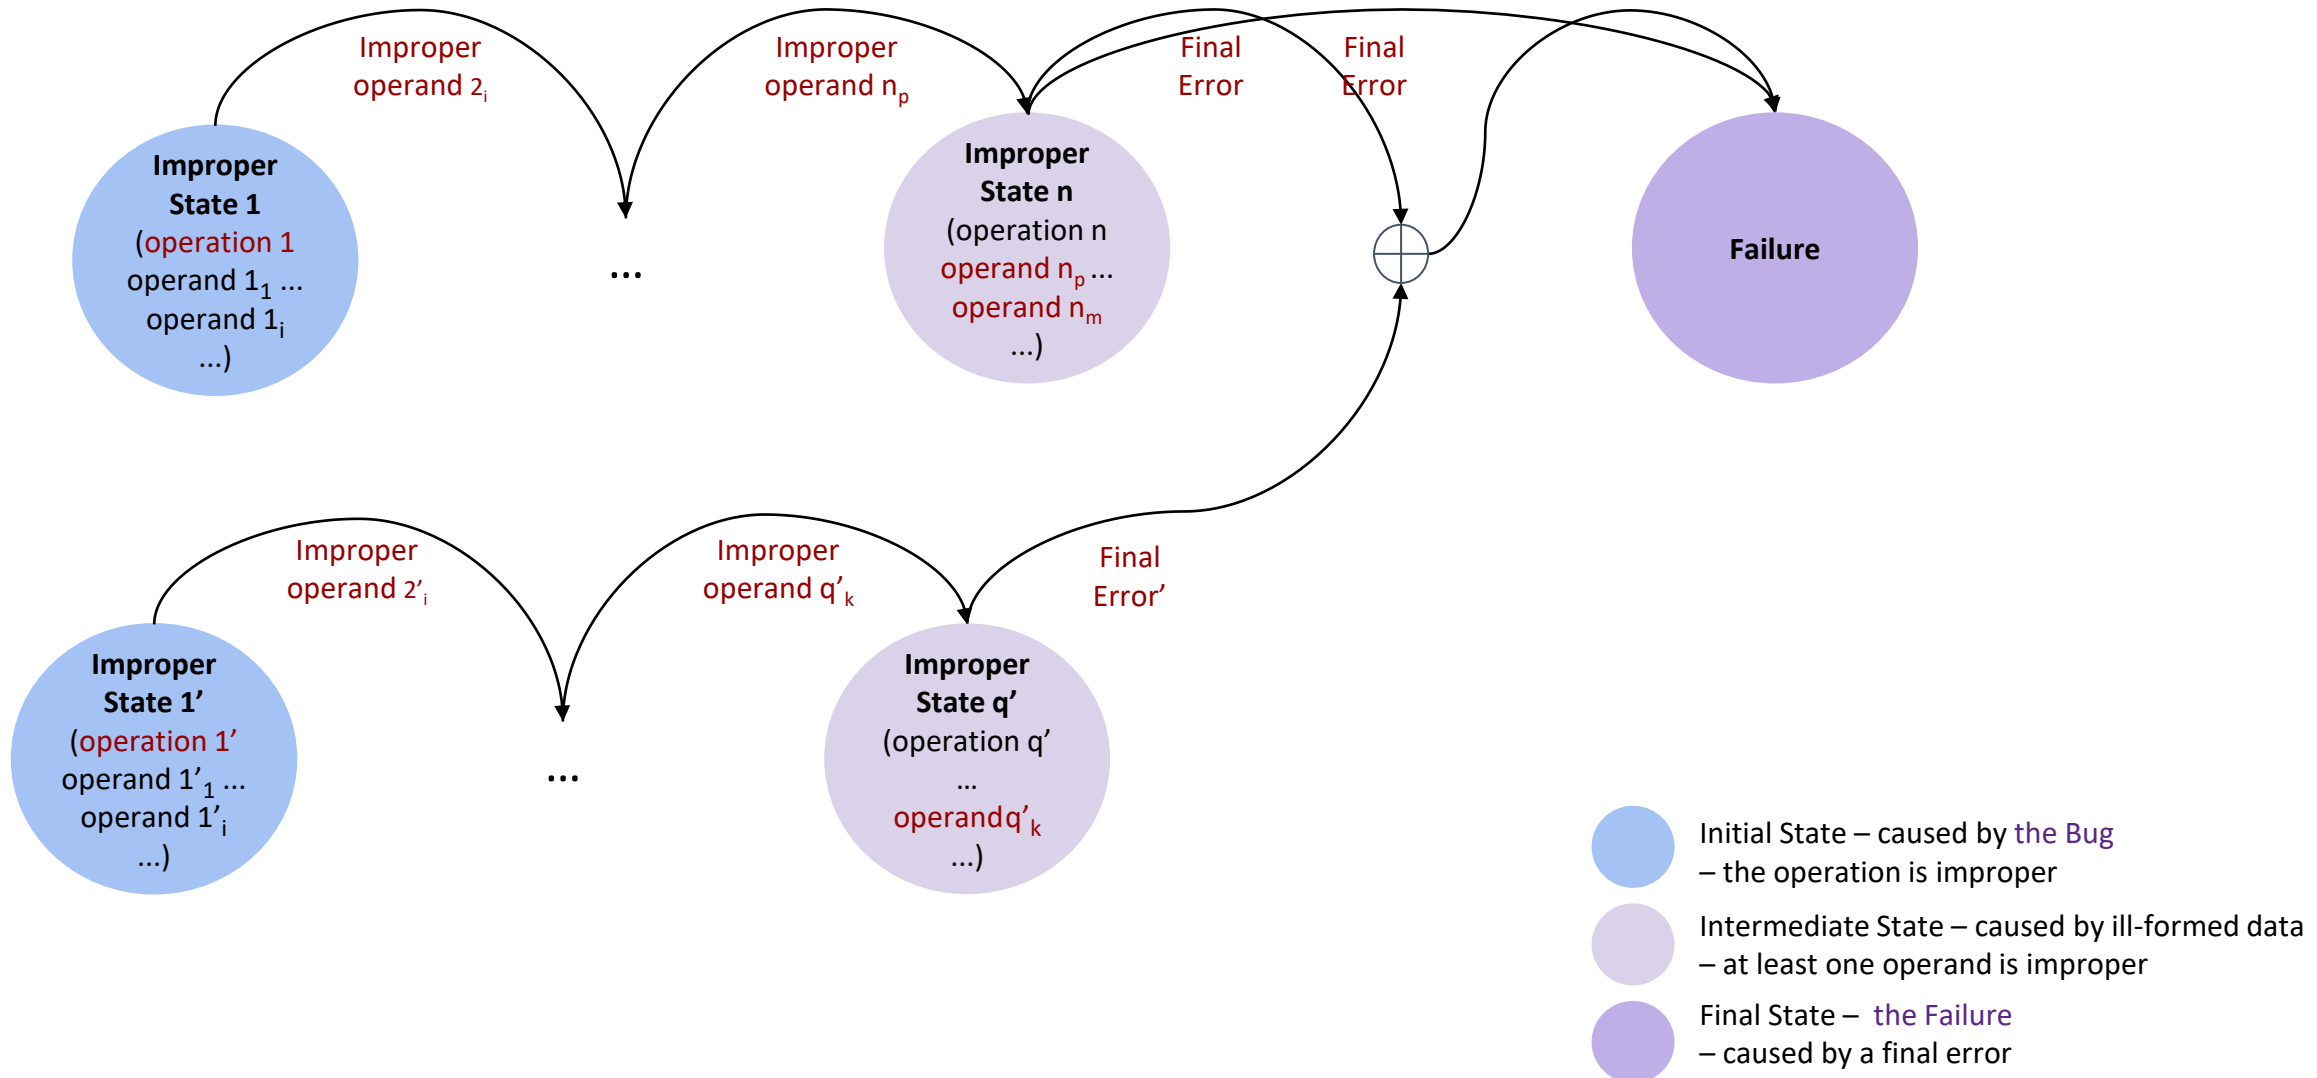 Improper
operand 2i
Improper
operand np
Final
Error
Final
Error
Improper
State 1
(operation 1
operand 11 ...
operand 1i
...)
...
Improper
State n
(operation n
operand np ...
operand nm
...)
Failure
Improper
operand 2’i
Improper
operand q’k
Final
Error’
Improper
State 1’
(operation 1'
operand 1’1 ...
operand 1’i
...)
...
Improper
State q’
(operation q'
...
operand q’k
...)
Initial State – caused by the Bug
– the operation is improper
Intermediate State – caused by ill-formed data
– at least one operand is improper
Final State – the Failure
– caused by a final error